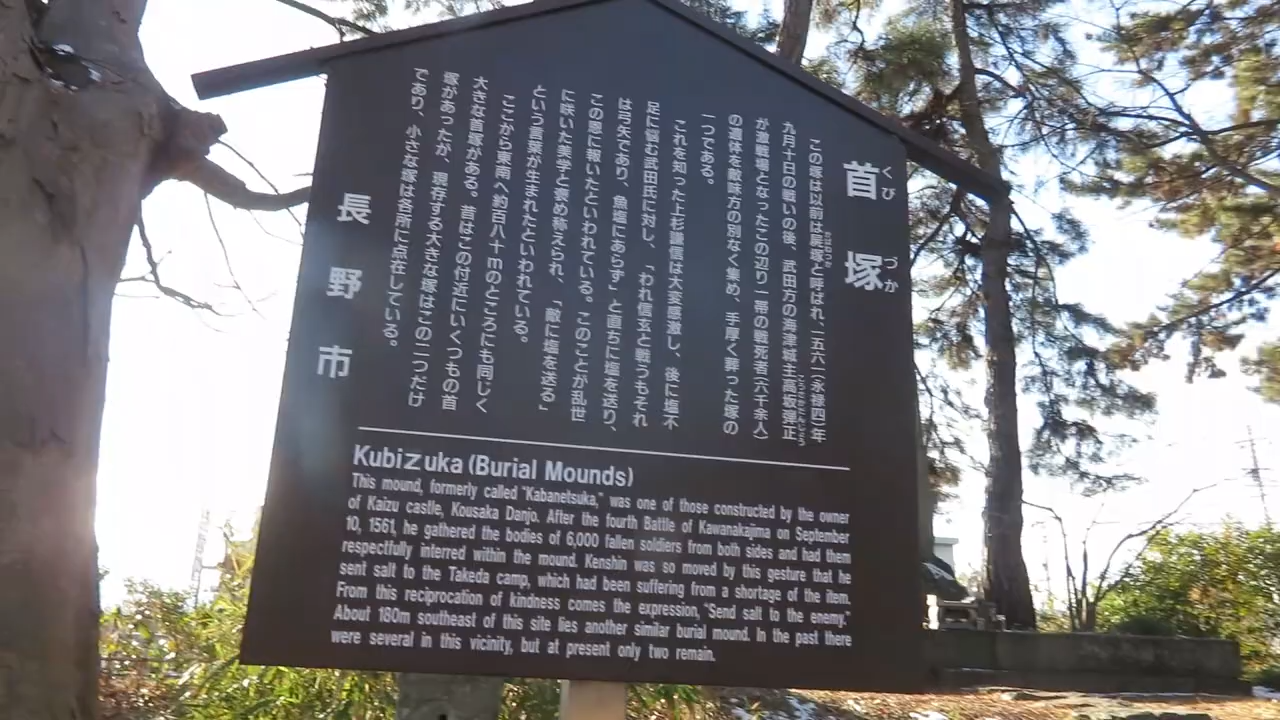 首塚
くびづか
この塚は以前は屍塚と呼ばれ、一五六一(永禄四)年
かばねつか
九月十日の戦いの後、武田方の海津城主高坂弾正
こうさかだんじょう
が激戦場となったこの辺り一帯の戦死者(六千余人)
の遺体を敵味方の別なく集め、手厚く葬った塚の
一つである。
これを知った上杉謙信は大変感激し、後に塩不
足に悩む武田氏に対し、「われ信玄と戦うもそれ
は弓矢であり、魚塩にあらず」と直ちに塩を送り、
この恩に報いたといわれている。このことが乱世
に咲いた美学と褒め称えられ、「敵に塩を送る」
という言葉が生まれたといわれている。
ここから東南へ約百八十mのところにも同じく
大きな首塚がある。昔はこの付近にいくつもの首
塚があったが、現存する大きな塚はこの二つだけ
であり、小さな塚は各所に点在している。
長野市
Kubizuka (Burial Mounds)
This mound, formerly called "Kabanetsuka," was one of those constructed by the owner
of Kaizu castle, Kousaka Danjo. After the fourth Battle of Kawanakajima on September
10, 1561, he gathered the bodies of 6,000 fallen soldiers from both sides and had them
respectfully interred within the mound. Kenshin was so moved by this gesture that he
sent salt to the Takeda camp, which had been suffering from a shortage of the item.
From this reciprocation of kindness comes the expression, "Send salt to the enemy."
About 180m southeast of this site lies another similar burial mound. In the past there
were several in this vicinity, but at present only two remain.